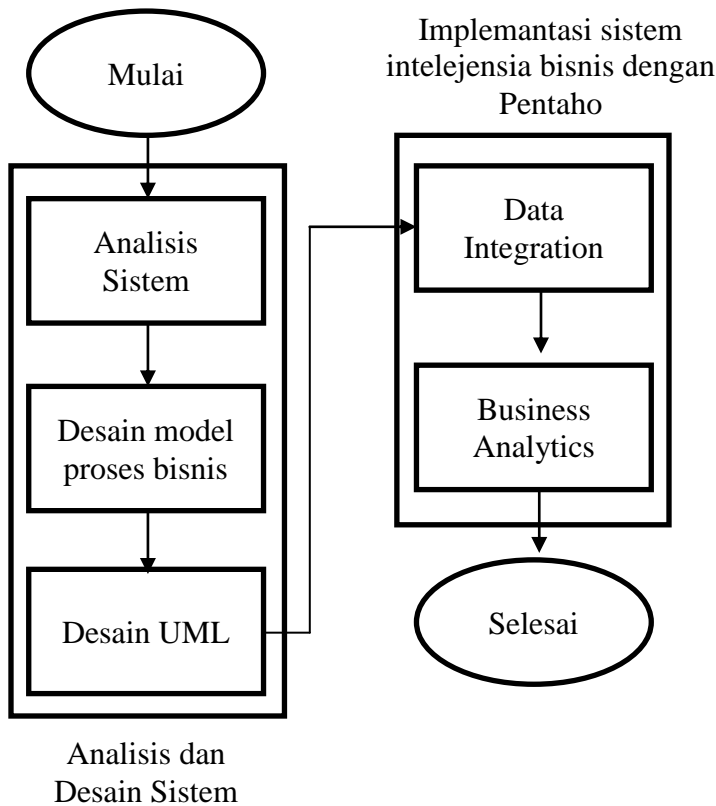 Mulai
Analisis
Sistem
Desain model
proses bisnis
Desain UML
Analisis dan
Desain Sistem
Implemantasi sistem
intelejensia bisnis dengan
Pentaho
Data
Integration
Business
Analytics
Selesai